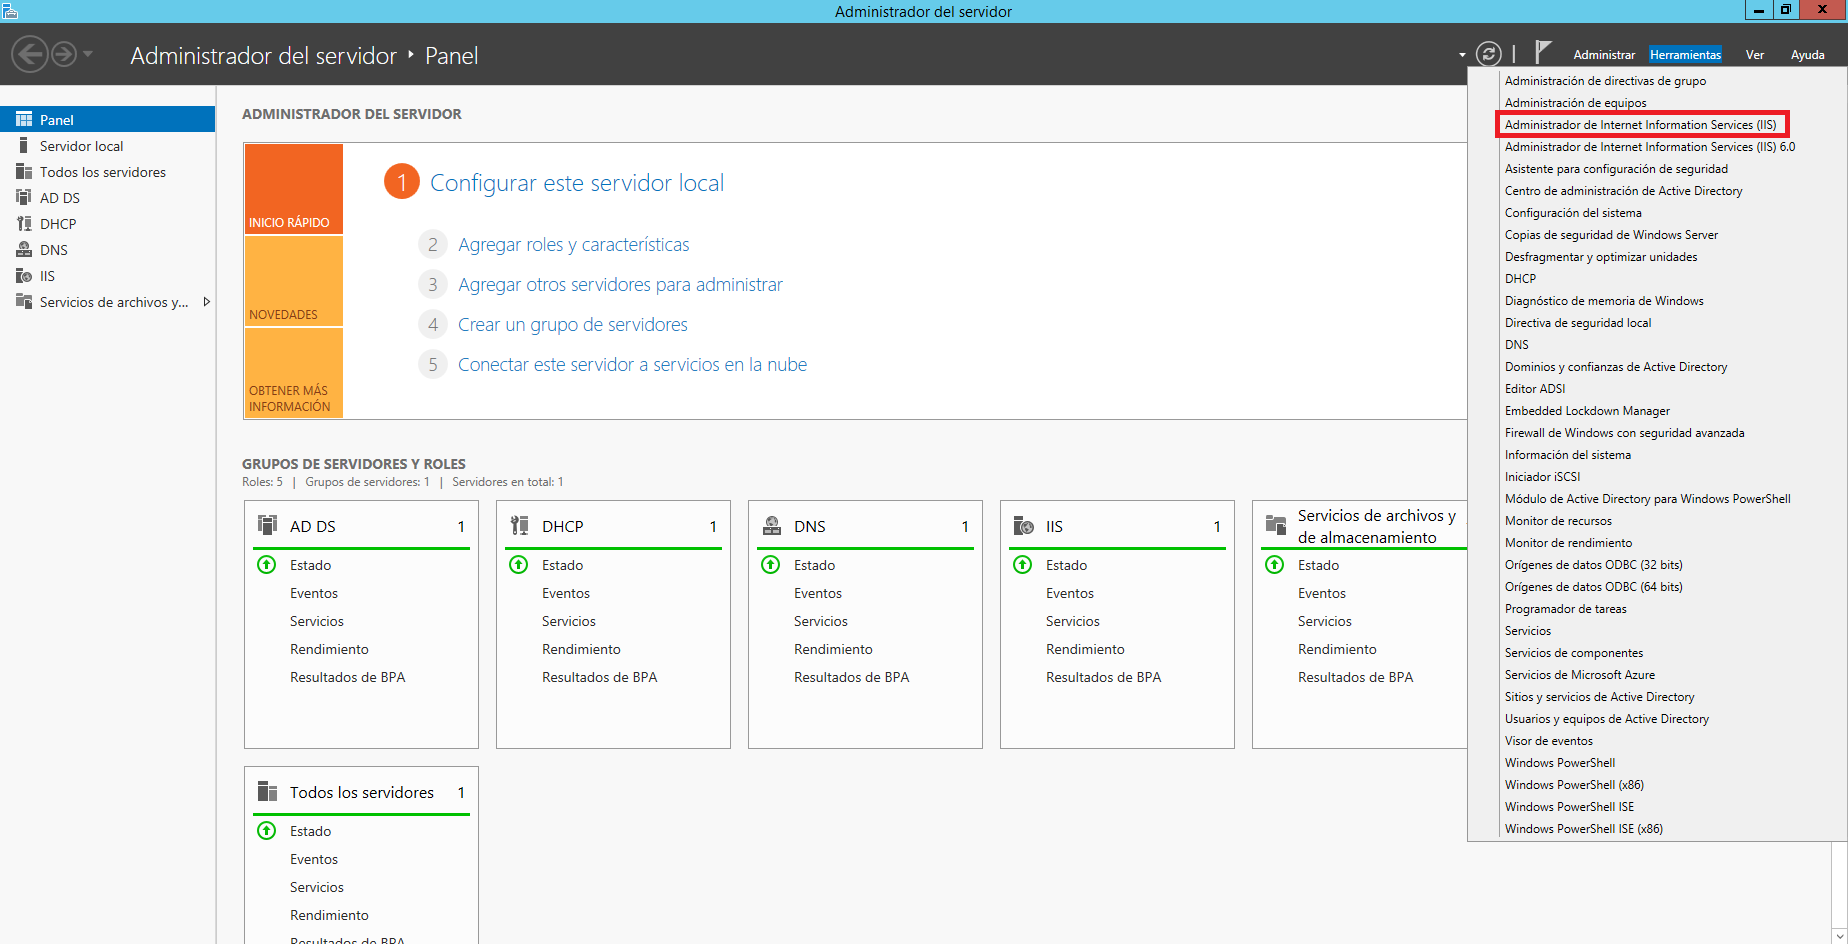 Administrador del servidor
Administrador del servidor ‣ Panel
Administrar
Herramientas
Ver
Ayuda
Panel
Servidor local
Todos los servidores
AD DS
DHCP
DNS
IIS
Servicios de archivos y...
ADMINISTRADOR DEL SERVIDOR
INICIO RÁPIDO
NOVEDADES
OBTENER MÁS
INFORMACIÓN
1 Configurar este servidor local
2 Agregar roles y características
3 Agregar otros servidores para administrar
4 Crear un grupo de servidores
5 Conectar este servidor a servicios en la nube
GRUPOS DE SERVIDORES Y ROLES
Roles: 5 | Grupos de servidores: 1 | Servidores en total: 1
AD DS 1
Estado
Eventos
Servicios
Rendimiento
Resultados de BPA
DHCP 1
Estado
Eventos
Servicios
Rendimiento
Resultados de BPA
DNS 1
Estado
Eventos
Servicios
Rendimiento
Resultados de BPA
IIS 1
Estado
Eventos
Servicios
Rendimiento
Resultados de BPA
Servicios de archivos y
de almacenamiento
Estado
Eventos
Servicios
Rendimiento
Resultados de BPA
Todos los servidores 1
Estado
Eventos
Servicios
Rendimiento
Resultados de BPA
Administración de directivas de grupo
Administración de equipos
Administrador de Internet Information Services (IIS)
Administrador de Internet Information Services (IIS) 6.0
Asistente para configuración de seguridad
Centro de administración de Active Directory
Configuración del sistema
Copias de seguridad de Windows Server
Desfragmentar y optimizar unidades
DHCP
Diagnóstico de memoria de Windows
Directiva de seguridad local
DNS
Dominios y confianzas de Active Directory
Editor ADSI
Embedded Lockdown Manager
Firewall de Windows con seguridad avanzada
Información del sistema
Iniciador iSCSI
Módulo de Active Directory para Windows PowerShell
Monitor de recursos
Monitor de rendimiento
Orígenes de datos ODBC (32 bits)
Orígenes de datos ODBC (64 bits)
Programador de tareas
Servicios
Servicios de componentes
Servicios de Microsoft Azure
Sitios y servicios de Active Directory
Usuarios y equipos de Active Directory
Visor de eventos
Windows PowerShell
Windows PowerShell (x86)
Windows PowerShell ISE
Windows PowerShell ISE (x86)